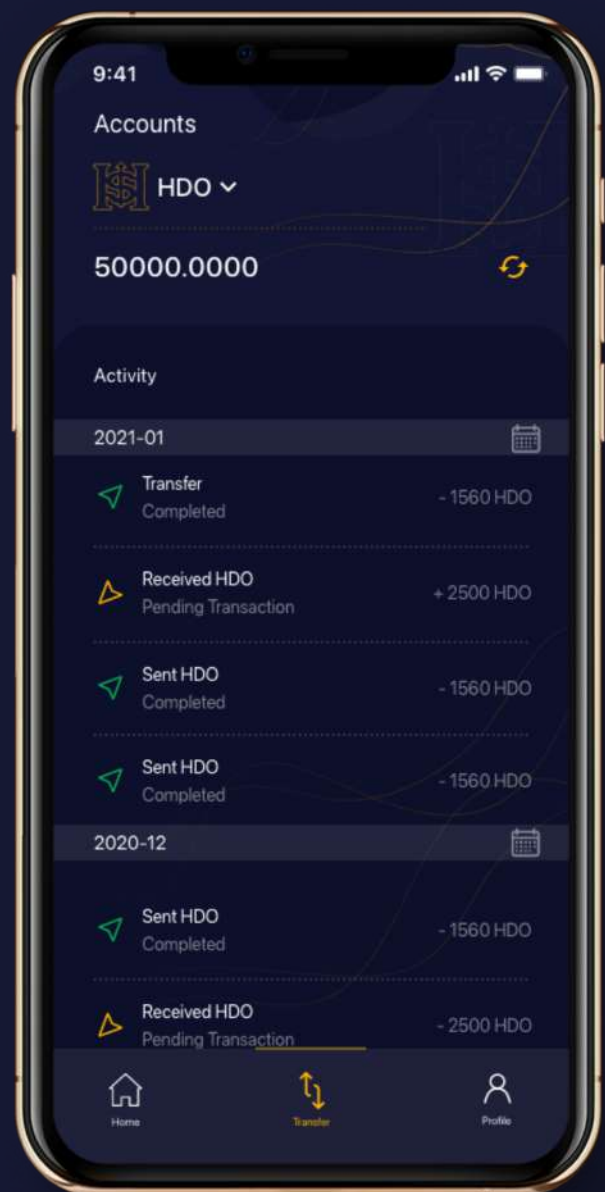 9:41
Accounts
HDO
50000.0000
Activity
2021-01
Transfer
Completed
- 1560 HDO
Received HDO
Pending Transaction
+ 2500 HDO
Sent HDO
Completed
- 1560 HDO
Sent HDO
Completed
- 1560 HDO
2020-12
Sent HDO
Completed
- 1560 HDO
Received HDO
Pending Transaction
- 2500 HDO
Home
Transfer
Profile